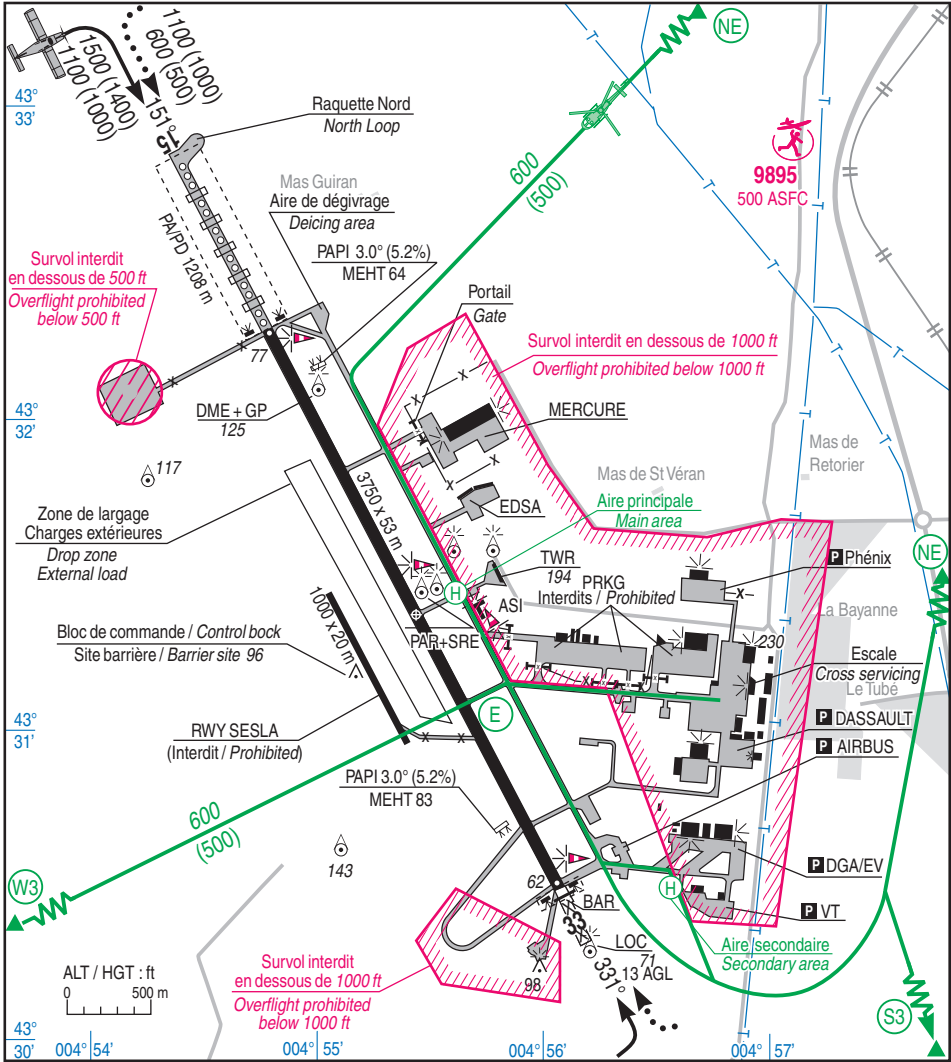 1100 (1000)
600 (500)
1500 (1400)
1100 (1000)
151°
15
NE
43°
33'
Raquette Nord
North Loop
Mas Guiran
Aire de dégivrage
Deicing area
PAPI 3.0° (5.2%)
MEHT 64
600
(500)
9895
500 ASFC
PA/PD 1208 m
Survol interdit
en dessous de 500 ft
Overflight prohibited
below 500 ft
Portail
Gate
77
Survol interdit en dessous de 1000 ft
Overflight prohibited below 1000 ft
DME + GP
125
MERCURE
43°
32'
117
Mas de
Retorier
Mas de St Véran
3750 x 53 m
Zone de largage
Charges extérieures
Drop zone
External load
EDSA
Aire principale
Main area
NE
TWR
194
P Phénix
PRKG
Interdits / Prohibited
H
ASI
La Bayanne
1000 x 20 m
Bloc de commande / Control bock
Site barrière / Barrier site 96
PAR+SRE
230
Escale
Cross servicing
Le Tubé
E
RWY SESLA
(Interdit / Prohibited)
43°
31'
P DASSAULT
P AIRBUS
PAPI 3.0° (5.2%)
MEHT 83
600
(500)
143
W3
62
P DGA/EV
H
BAR
P VT
33
LOC
71
13 AGL
331°
98
Aire secondaire
Secondary area
Survol interdit
en dessous de 1000 ft
Overflight prohibited
below 1000 ft
ALT / HGT : ft
0 500 m
S3
43°
30'
004° 54'
004° 55'
004° 56'
004° 57'